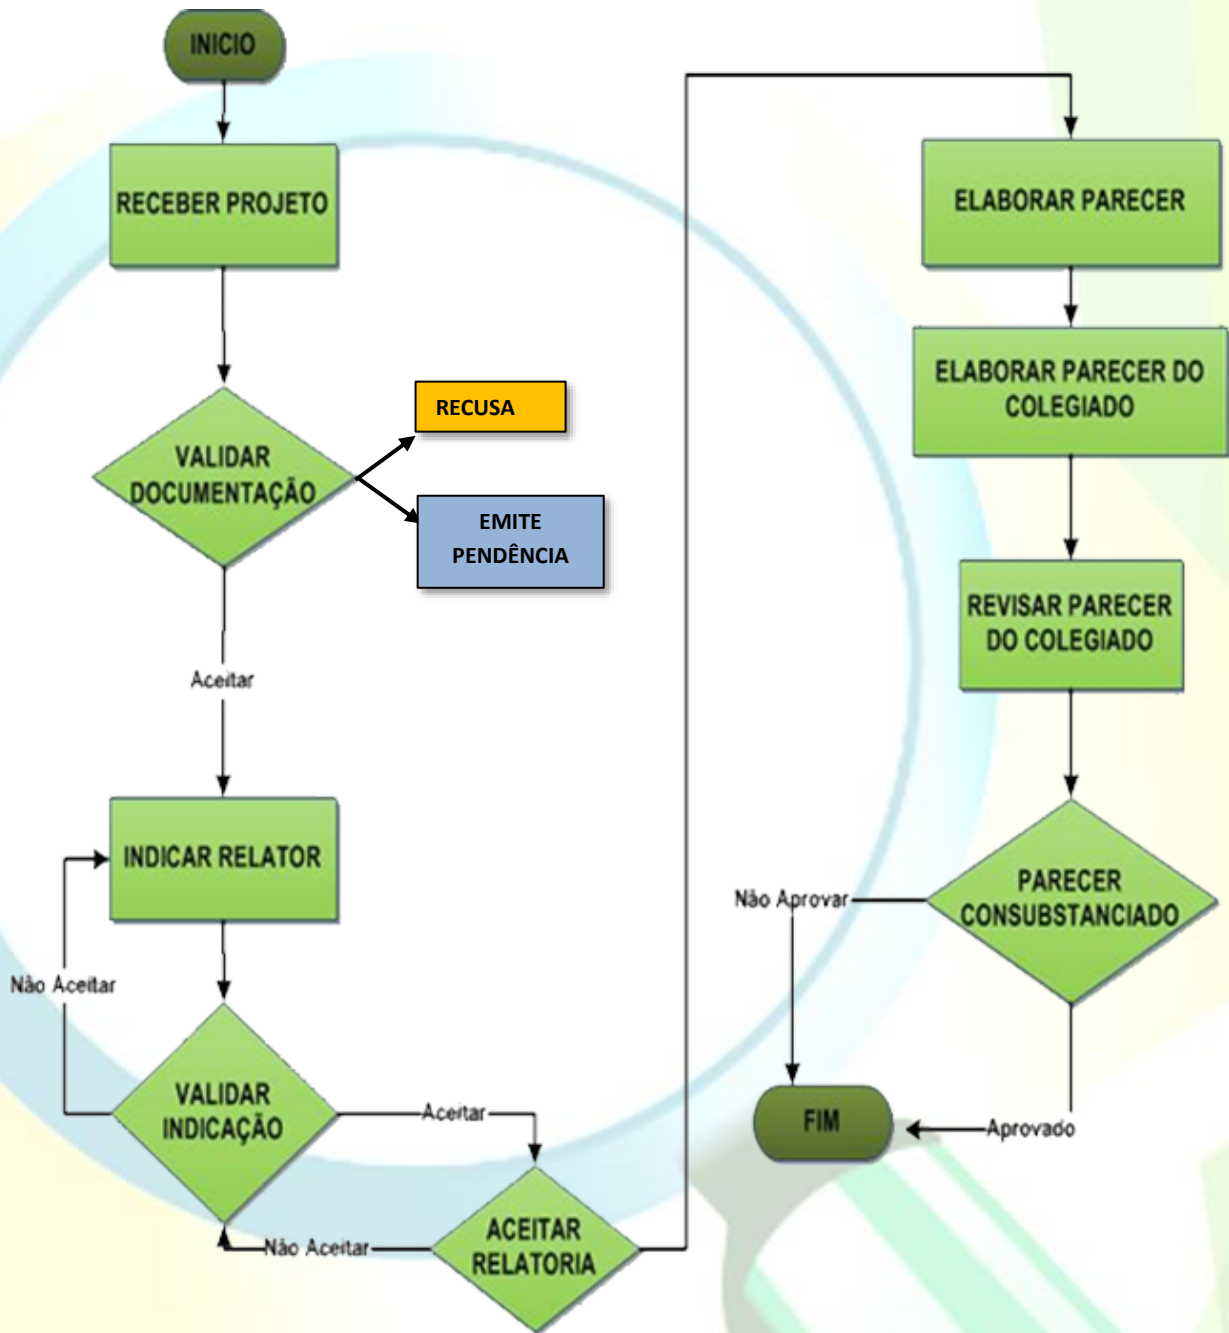 INICIO
RECEBER PROJETO
VALIDAR
DOCUMENTAÇÃO
RECUSA
EMITE
PENDÊNCIA
Aceitar
INDICAR RELATOR
Não Aceitar
VALIDAR
INDICAÇÃO
Aceitar
ACEITAR
RELATORIA
Não Aceitar
ELABORAR PARECER
ELABORAR PARECER DO
COLEGIADO
REVISAR PARECER
DO COLEGIADO
PARECER
CONSUBSTANCIADO
Não Aprovar
Aprovado
FIM